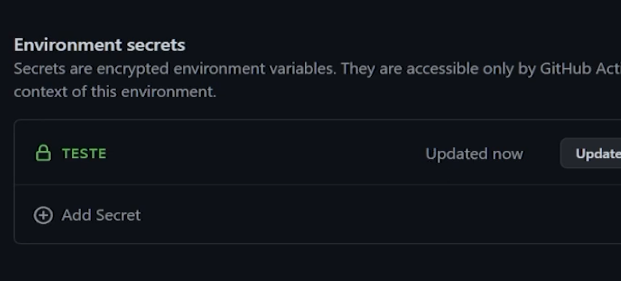 Environment secrets
Secrets are encrypted environment variables. They are accessible only by GitHub Acti
context of this environment.
TESTE Updated now Update
Add Secret